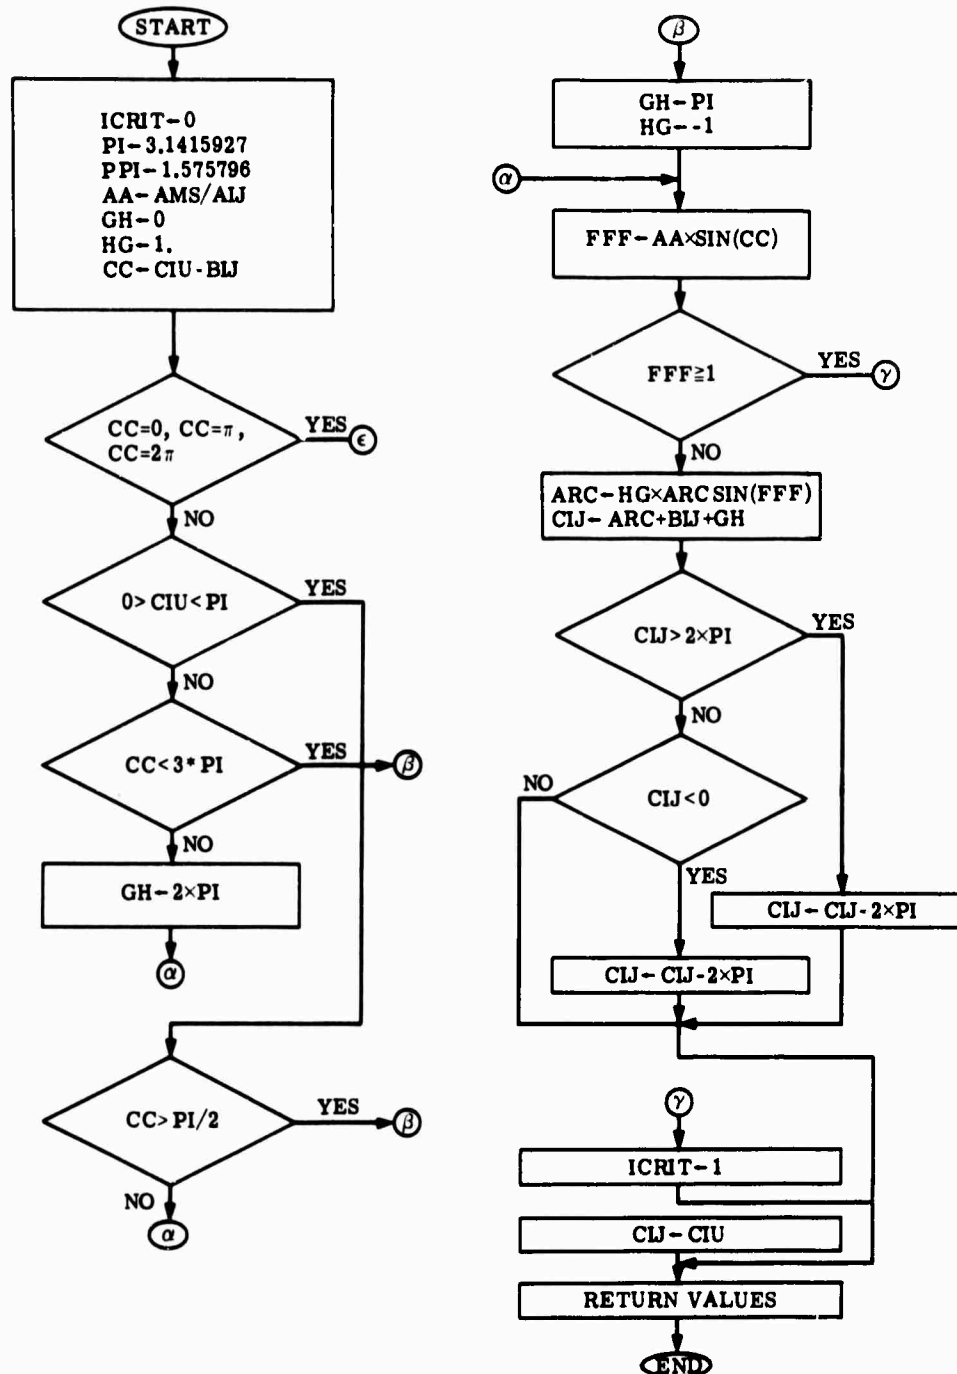 START
ICRIT←0
PI←3.1415927
PPI←1.575796
AA←AMS/AIJ
GH←0
HG←1.
CC←CIU-BIJ
CC=0, CC=π,
CC=2π
YES
ϵ
NO
0>CIU<PI
YES
NO
CC<3*PI
YES
β
NO
GH←2×PI
α
CC>PI/2
YES
β
NO
α
β
GH←PI
HG←-1
α
FFF←AA×SIN(CC)
FFF≧1
YES
γ
NO
ARC←HG×ARCSIN(FFF)
CIJ←ARC+BIJ+GH
CIJ>2×PI
YES
NO
CIJ<0
NO
YES
CIJ←CIJ-2×PI
CIJ←CIJ-2×PI
γ
ICRIT←1
CIJ←CIU
RETURN VALUES
END